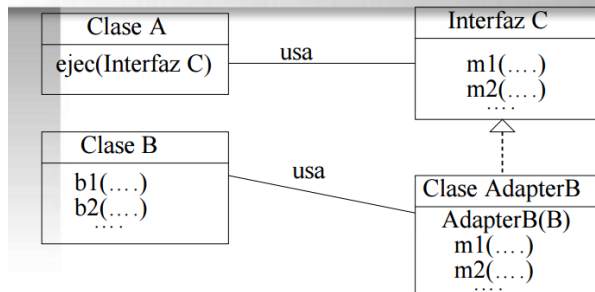 Clase A
ejec(Interfaz C)
usa
Interfaz C
m1(....)
m2(....)
....
Clase B
b1(....)
b2(....)
....
usa
Clase AdapterB
AdapterB(B)
m1(....)
m2(....)
....